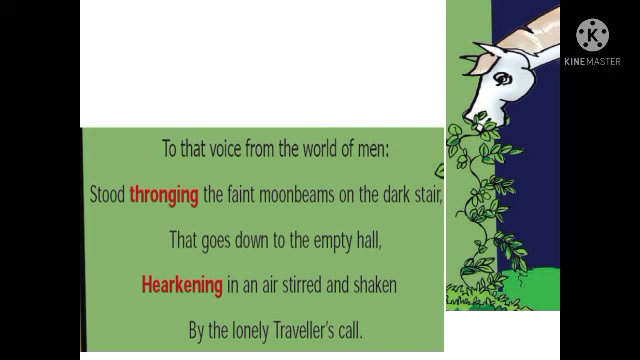 To that voice from the world of men:
Stood thronging the faint moonbeams on the dark stair,
That goes down to the empty hall,
Hearkening in an air stirred and shaken
By the lonely Traveller's call.
K
KINEMASTER